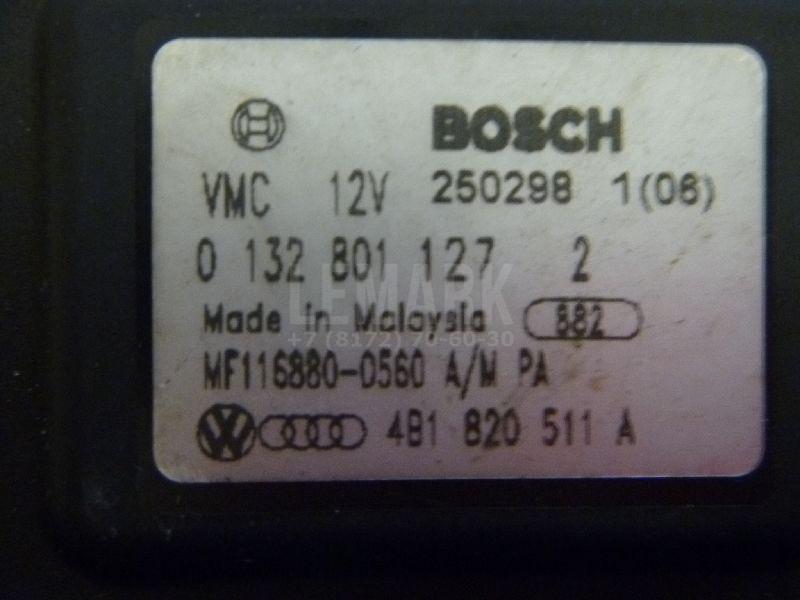 BOSCH
VMC 12V 250298 1(06)
0 132 801 127 2
LEMARK
Made in Malaysia 882
+7 (8172) 70-60-30
MF116880-0560 A/M PA
4B1 820 511 A